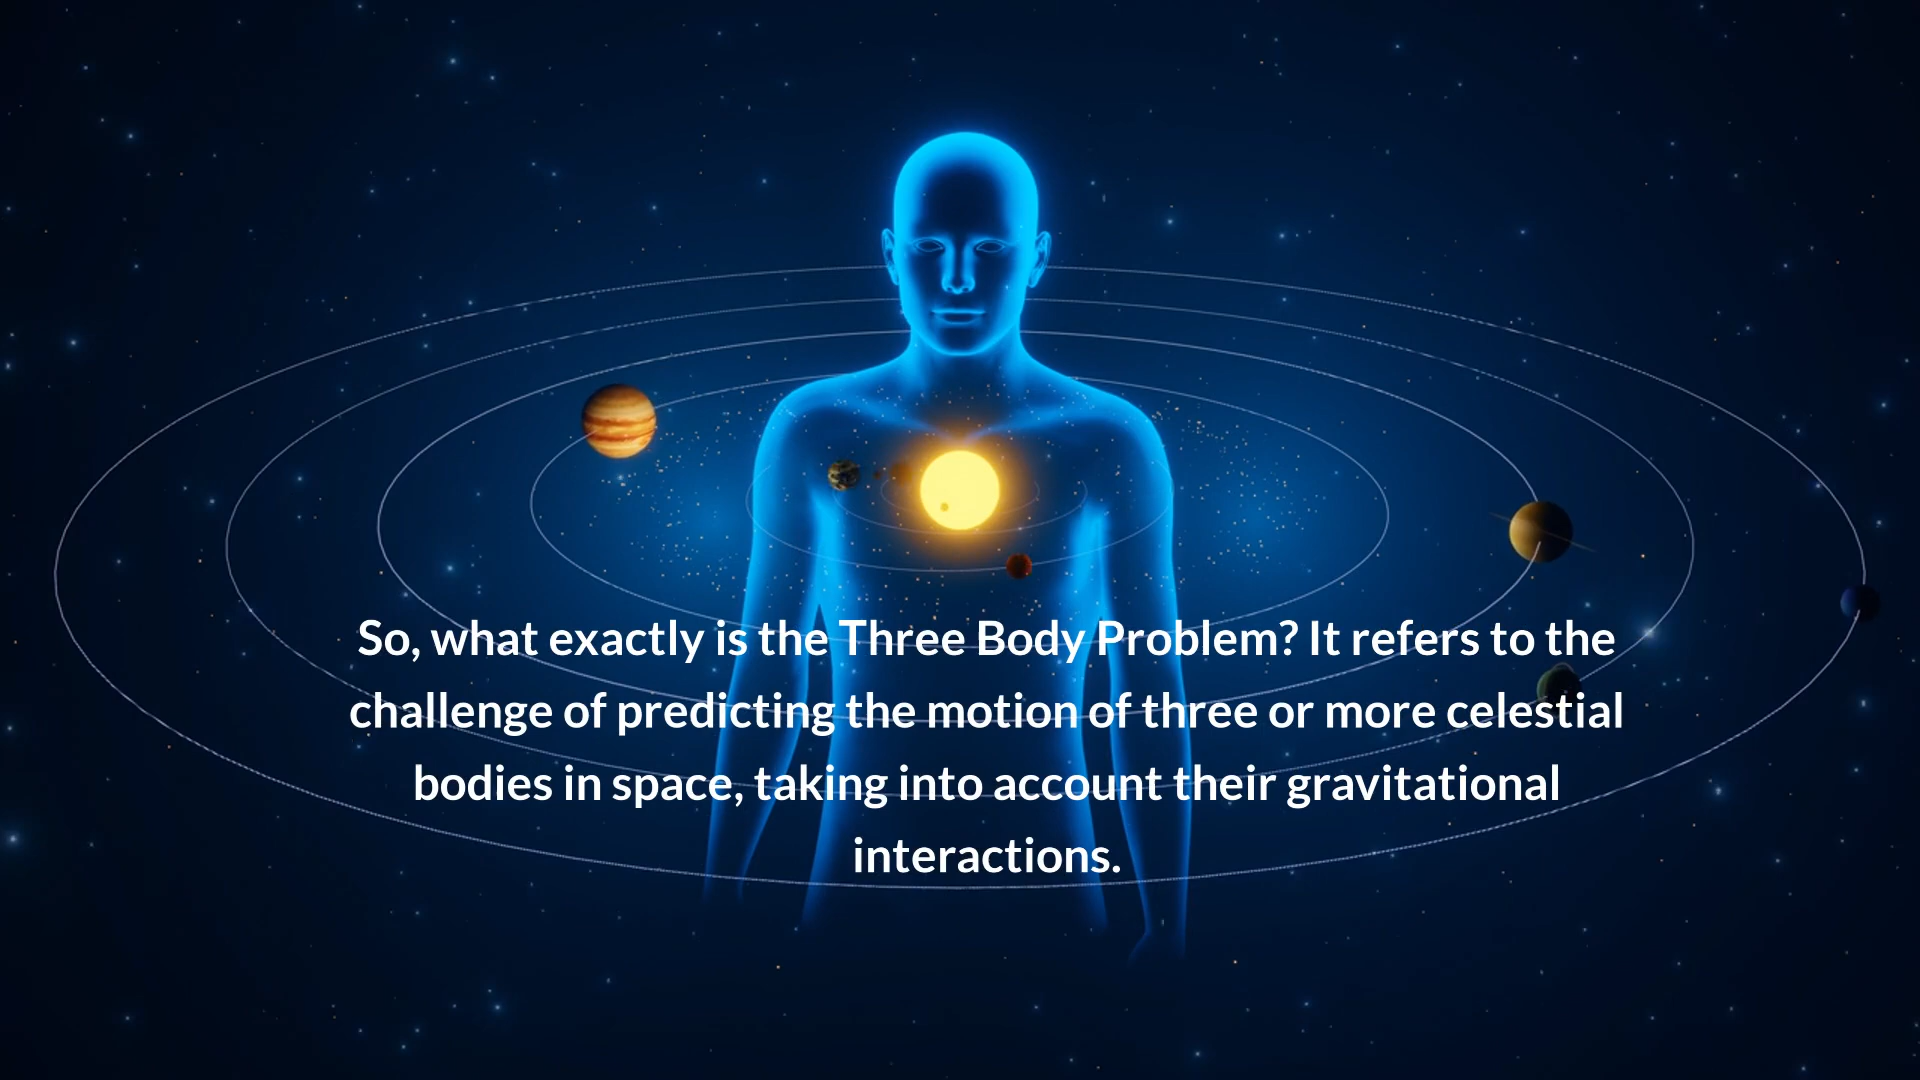 So, what exactly is the Three Body Problem? It refers to the
challenge of predicting the motion of three or more celestial
bodies in space, taking into account their gravitational
interactions.